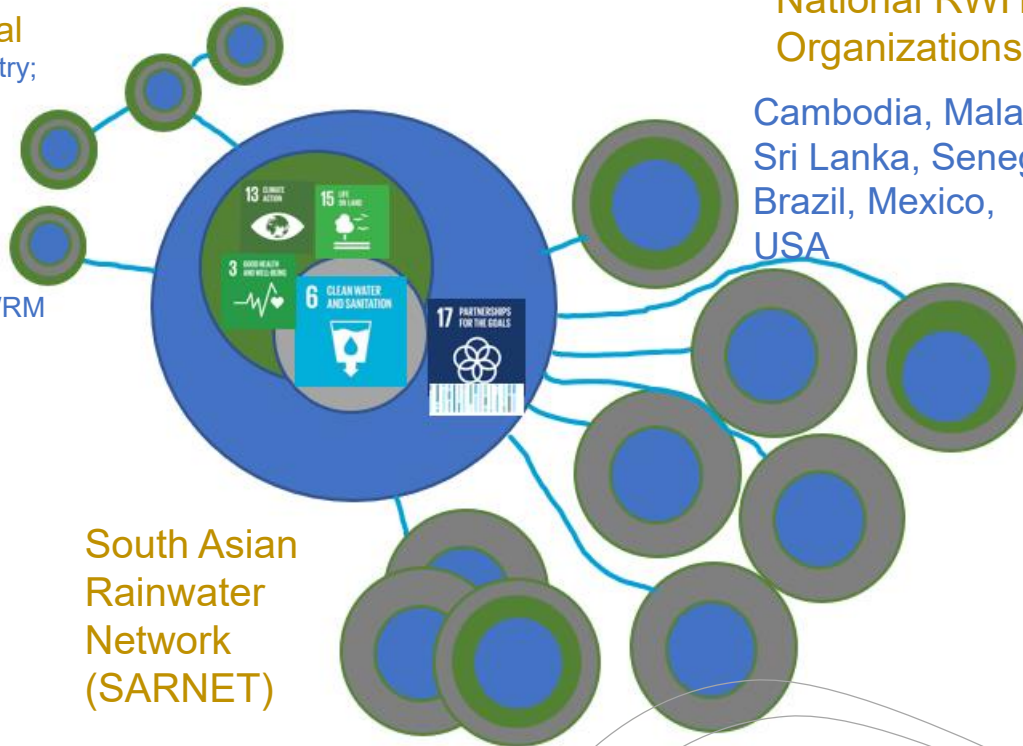 al
try;
WRM
National RWH
Organizations
Cambodia, Mala
Sri Lanka, Seneg
Brazil, Mexico,
USA
13 CLIMATE
ACTION
15 LIFE
ON LAND
3 GOOD HEALTH
AND WELL-BEING
6 CLEAN WATER
AND SANITATION
17 PARTNERSHIPS
FOR THE GOALS
South Asian
Rainwater
Network
(SARNET)